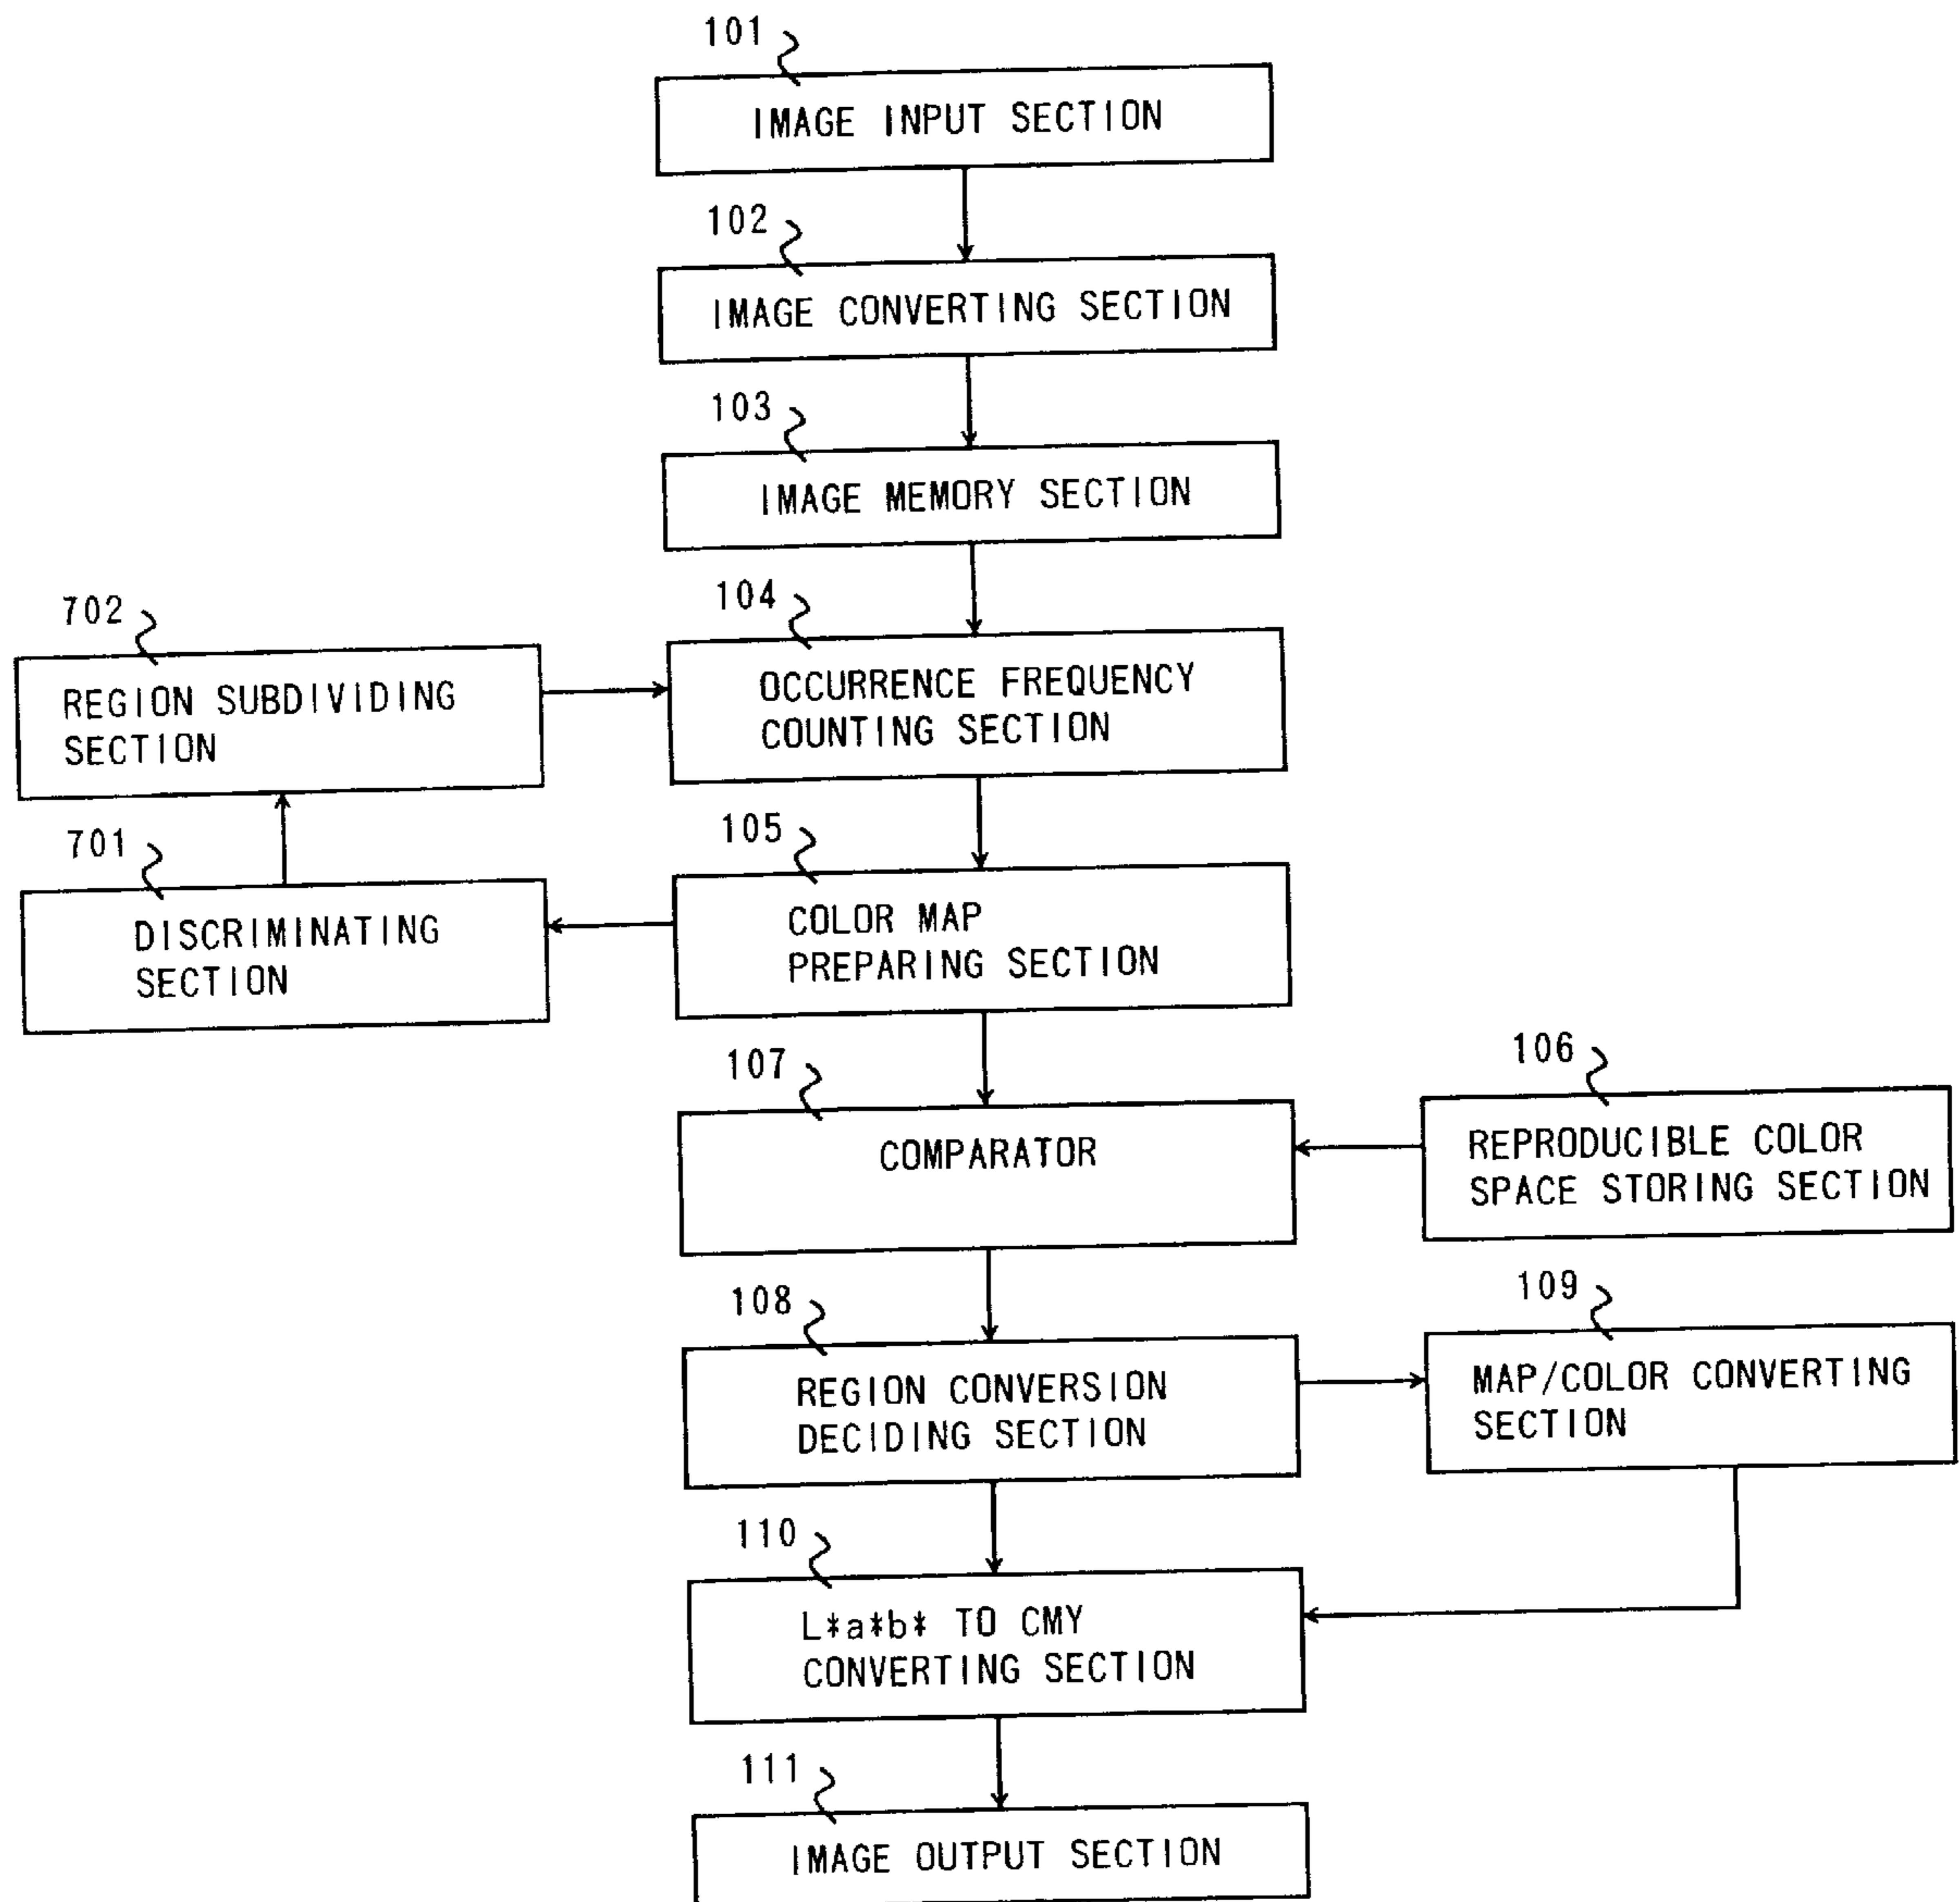 101
IMAGE INPUT SECTION
102
IMAGE CONVERTING SECTION
103
IMAGE MEMORY SECTION
702
REGION SUBDIVIDING
SECTION
104
OCCURRENCE FREQUENCY
COUNTING SECTION
701
DISCRIMINATING
SECTION
105
COLOR MAP
PREPARING SECTION
107
COMPARATOR
106
REPRODUCIBLE COLOR
SPACE STORING SECTION
108
REGION CONVERSION
DECIDING SECTION
109
MAP/COLOR CONVERTING
SECTION
110
L*a*b* TO CMY
CONVERTING SECTION
111
IMAGE OUTPUT SECTION